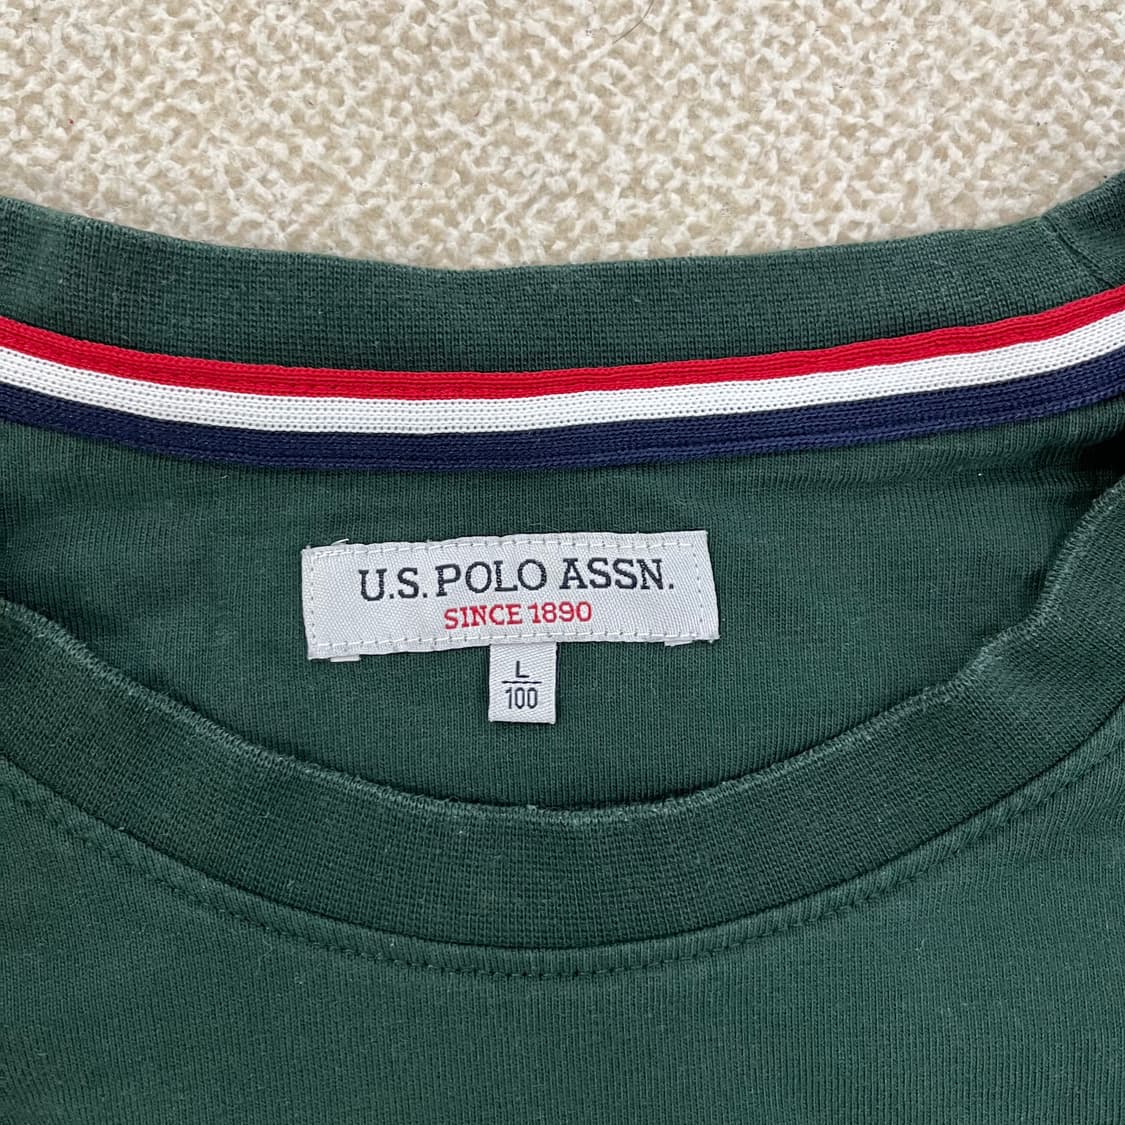 U.S. POLO ASSN.
SINCE 1890
L
100